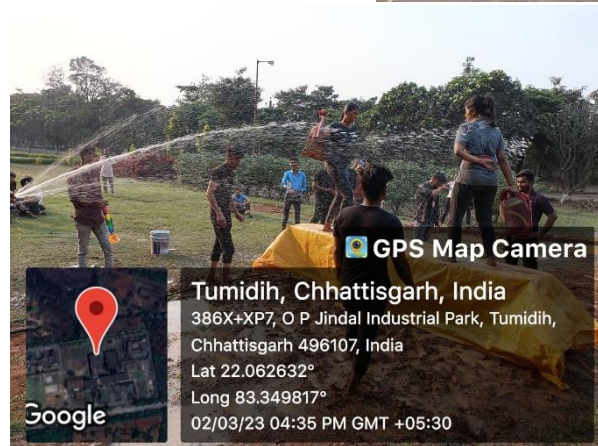 GPS Map Camera
Tumidih, Chhattisgarh, India
386X+XP7, O P Jindal Industrial Park, Tumidih,
Chhattisgarh 496107, India
Lat 22.062632°
Long 83.349817°
02/03/23 04:35 PM GMT +05:30
Google